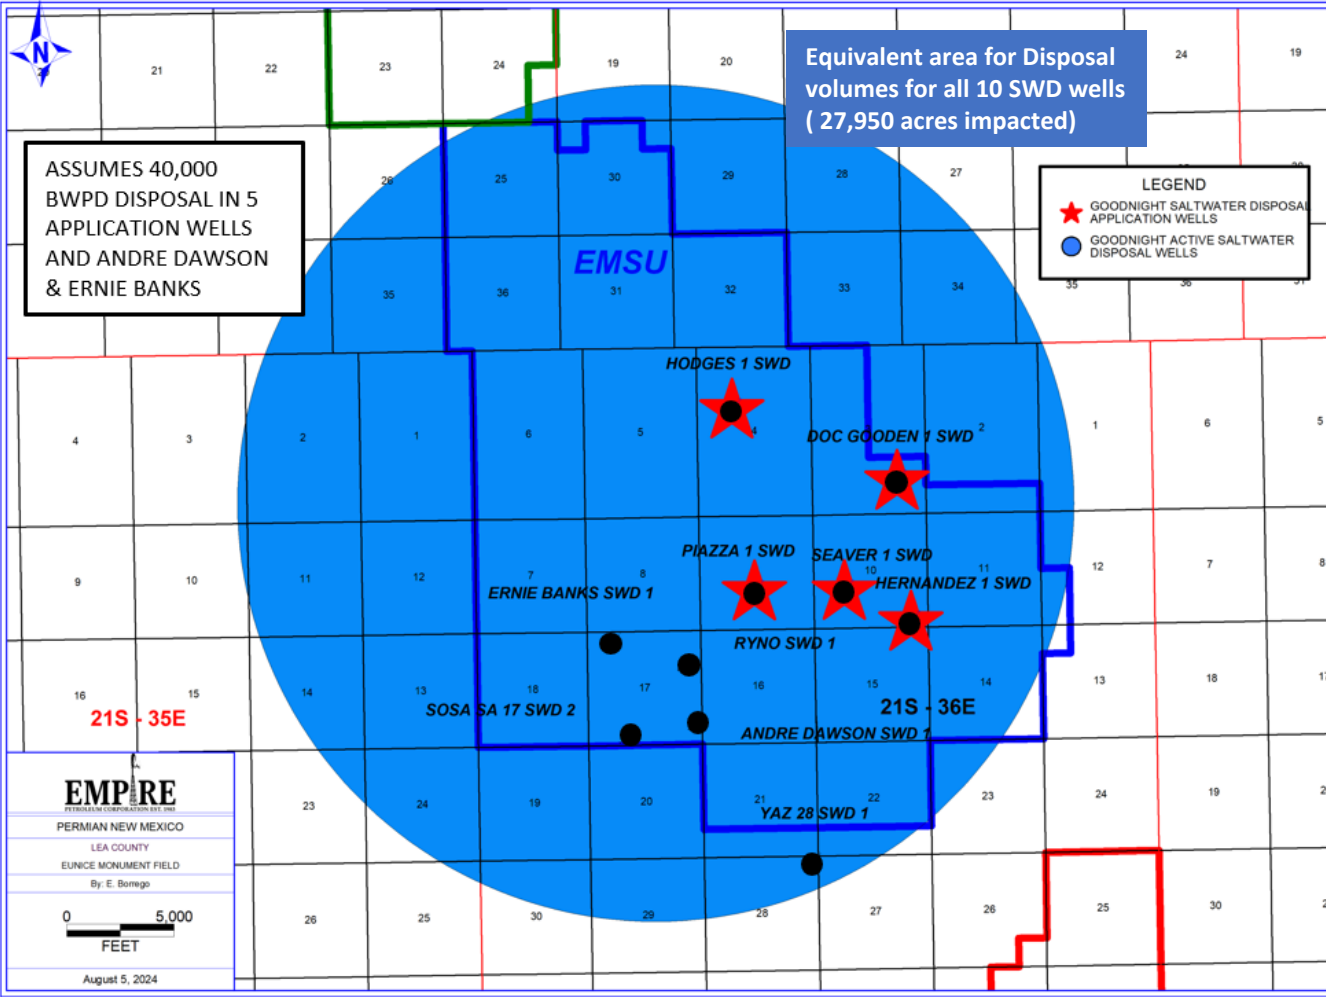 N
20
21
22
23
24
19
20
24
19
Equivalent area for Disposal
volumes for all 10 SWD wells
( 27,950 acres impacted)
ASSUMES 40,000
BWPD DISPOSAL IN 5
APPLICATION WELLS
AND ANDRE DAWSON
& ERNIE BANKS
LEGEND
GOODNIGHT SALTWATER DISPOSAL
APPLICATION WELLS
GOODNIGHT ACTIVE SALTWATER
DISPOSAL WELLS
26
25
30
29
28
27
EMSU
35
36
31
32
33
34
35
36
31
HODGES 1 SWD
4
3
2
1
6
5
4
DOC GOODEN 1 SWD
2
1
6
5
PIAZZA 1 SWD
SEAVER 1 SWD
9
10
11
12
7
8
10
11
12
7
8
HERNANDEZ 1 SWD
ERNIE BANKS SWD 1
RYNO SWD 1
16
15
14
13
18
17
16
15
14
13
18
17
21S - 35E
SOSA SA 17 SWD 2
21S - 36E
ANDRE DAWSON SWD 1
EMPIRE
PETROLEUM CORPORATION EST. 1983
PERMIAN NEW MEXICO
LEA COUNTY
EUNICE MONUMENT FIELD
By: E. Borrego
0 5,000
FEET
August 5, 2024
23
24
19
20
21
22
23
24
19
2
YAZ 28 SWD 1
26
25
30
29
28
27
26
25
30
2